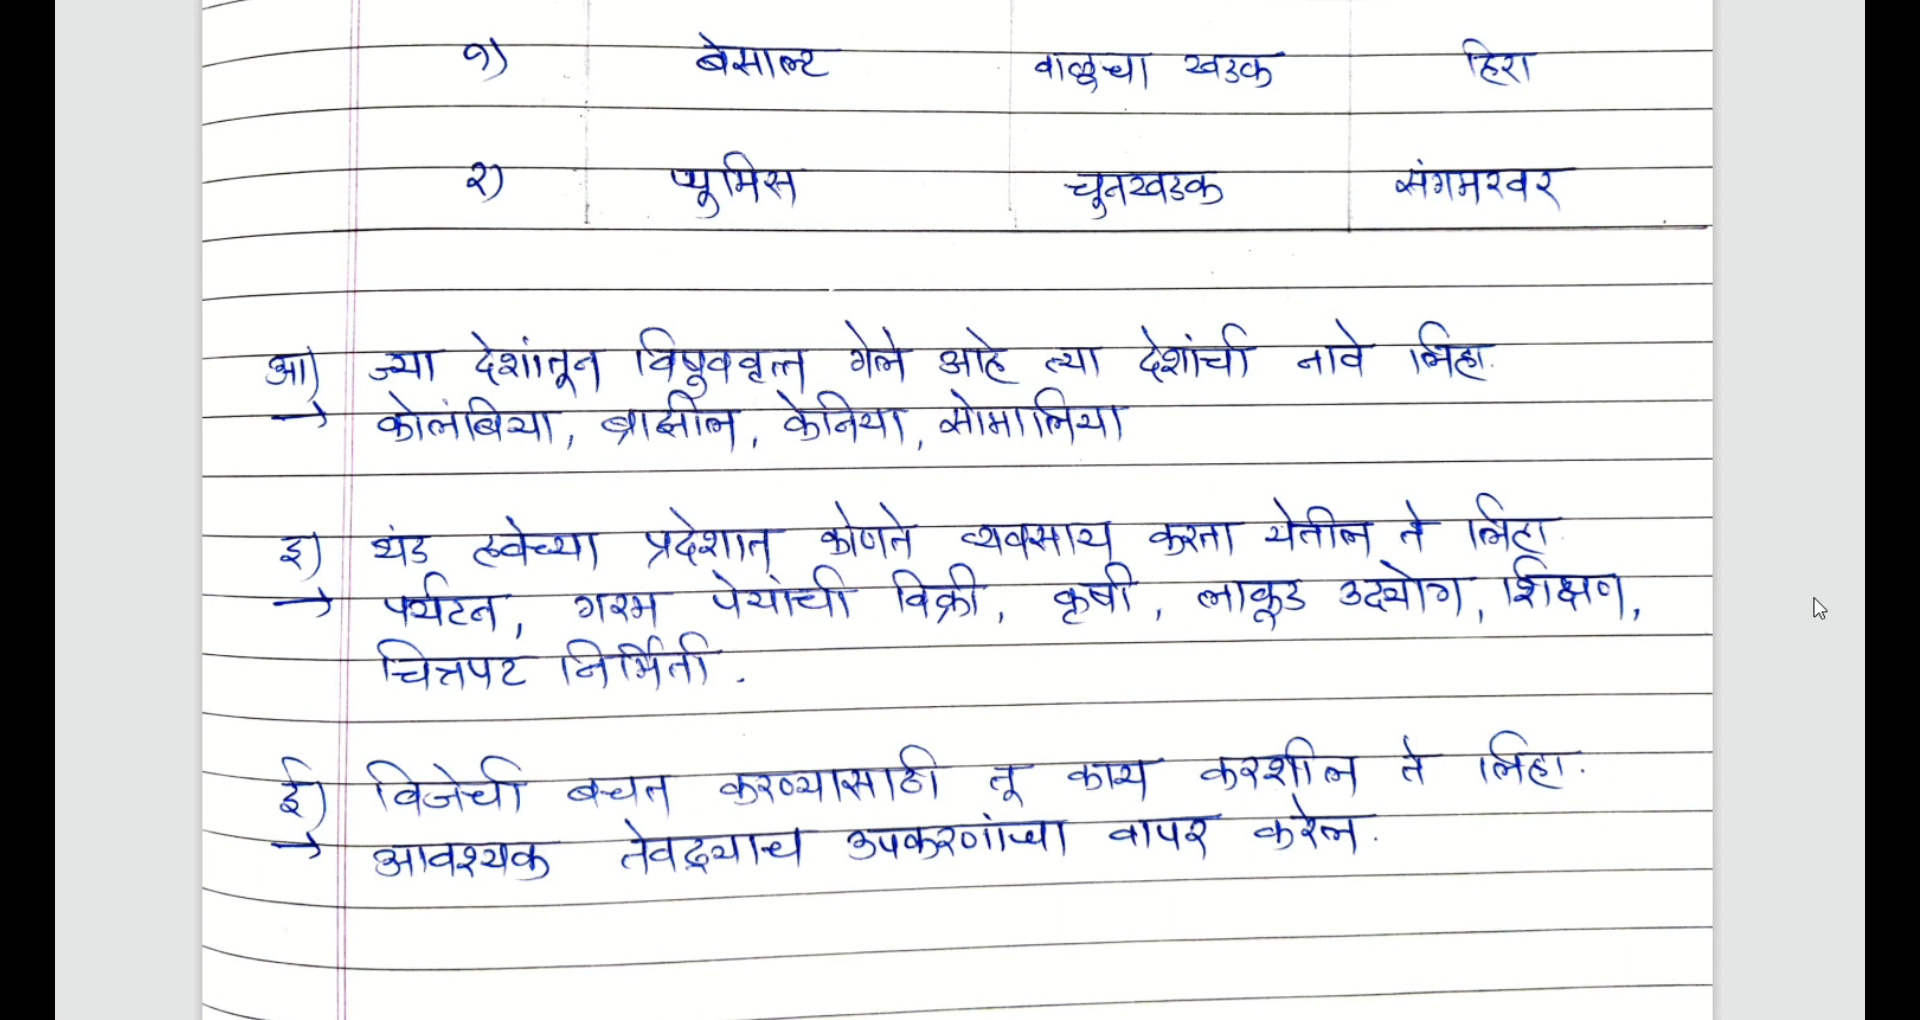 १) बेसाल्ट वाळुचा खडक हिरा
२) प्युमिस चुनखडक संगमरवर
आ) ज्या देशांतून विषुववृत्त गेले आहे त्या देशांची नावे लिहा.
→ कोलंबिया, ब्राझील, केनिया, सोमालिया
इ) थंड हवेच्या प्रदेशात कोणते व्यवसाय करता येतील ते लिहा.
→ पर्यटन, गरम पेयांची विक्री, कृषी, लाकूड उदयोग, शिक्षण,
चित्रपट निर्मिती.
ई) विजेची बचत करण्यासाठी तू काय करशील ते लिहा.
→ आवश्यक तेवढ्याच उपकरणांचा वापर करेल.